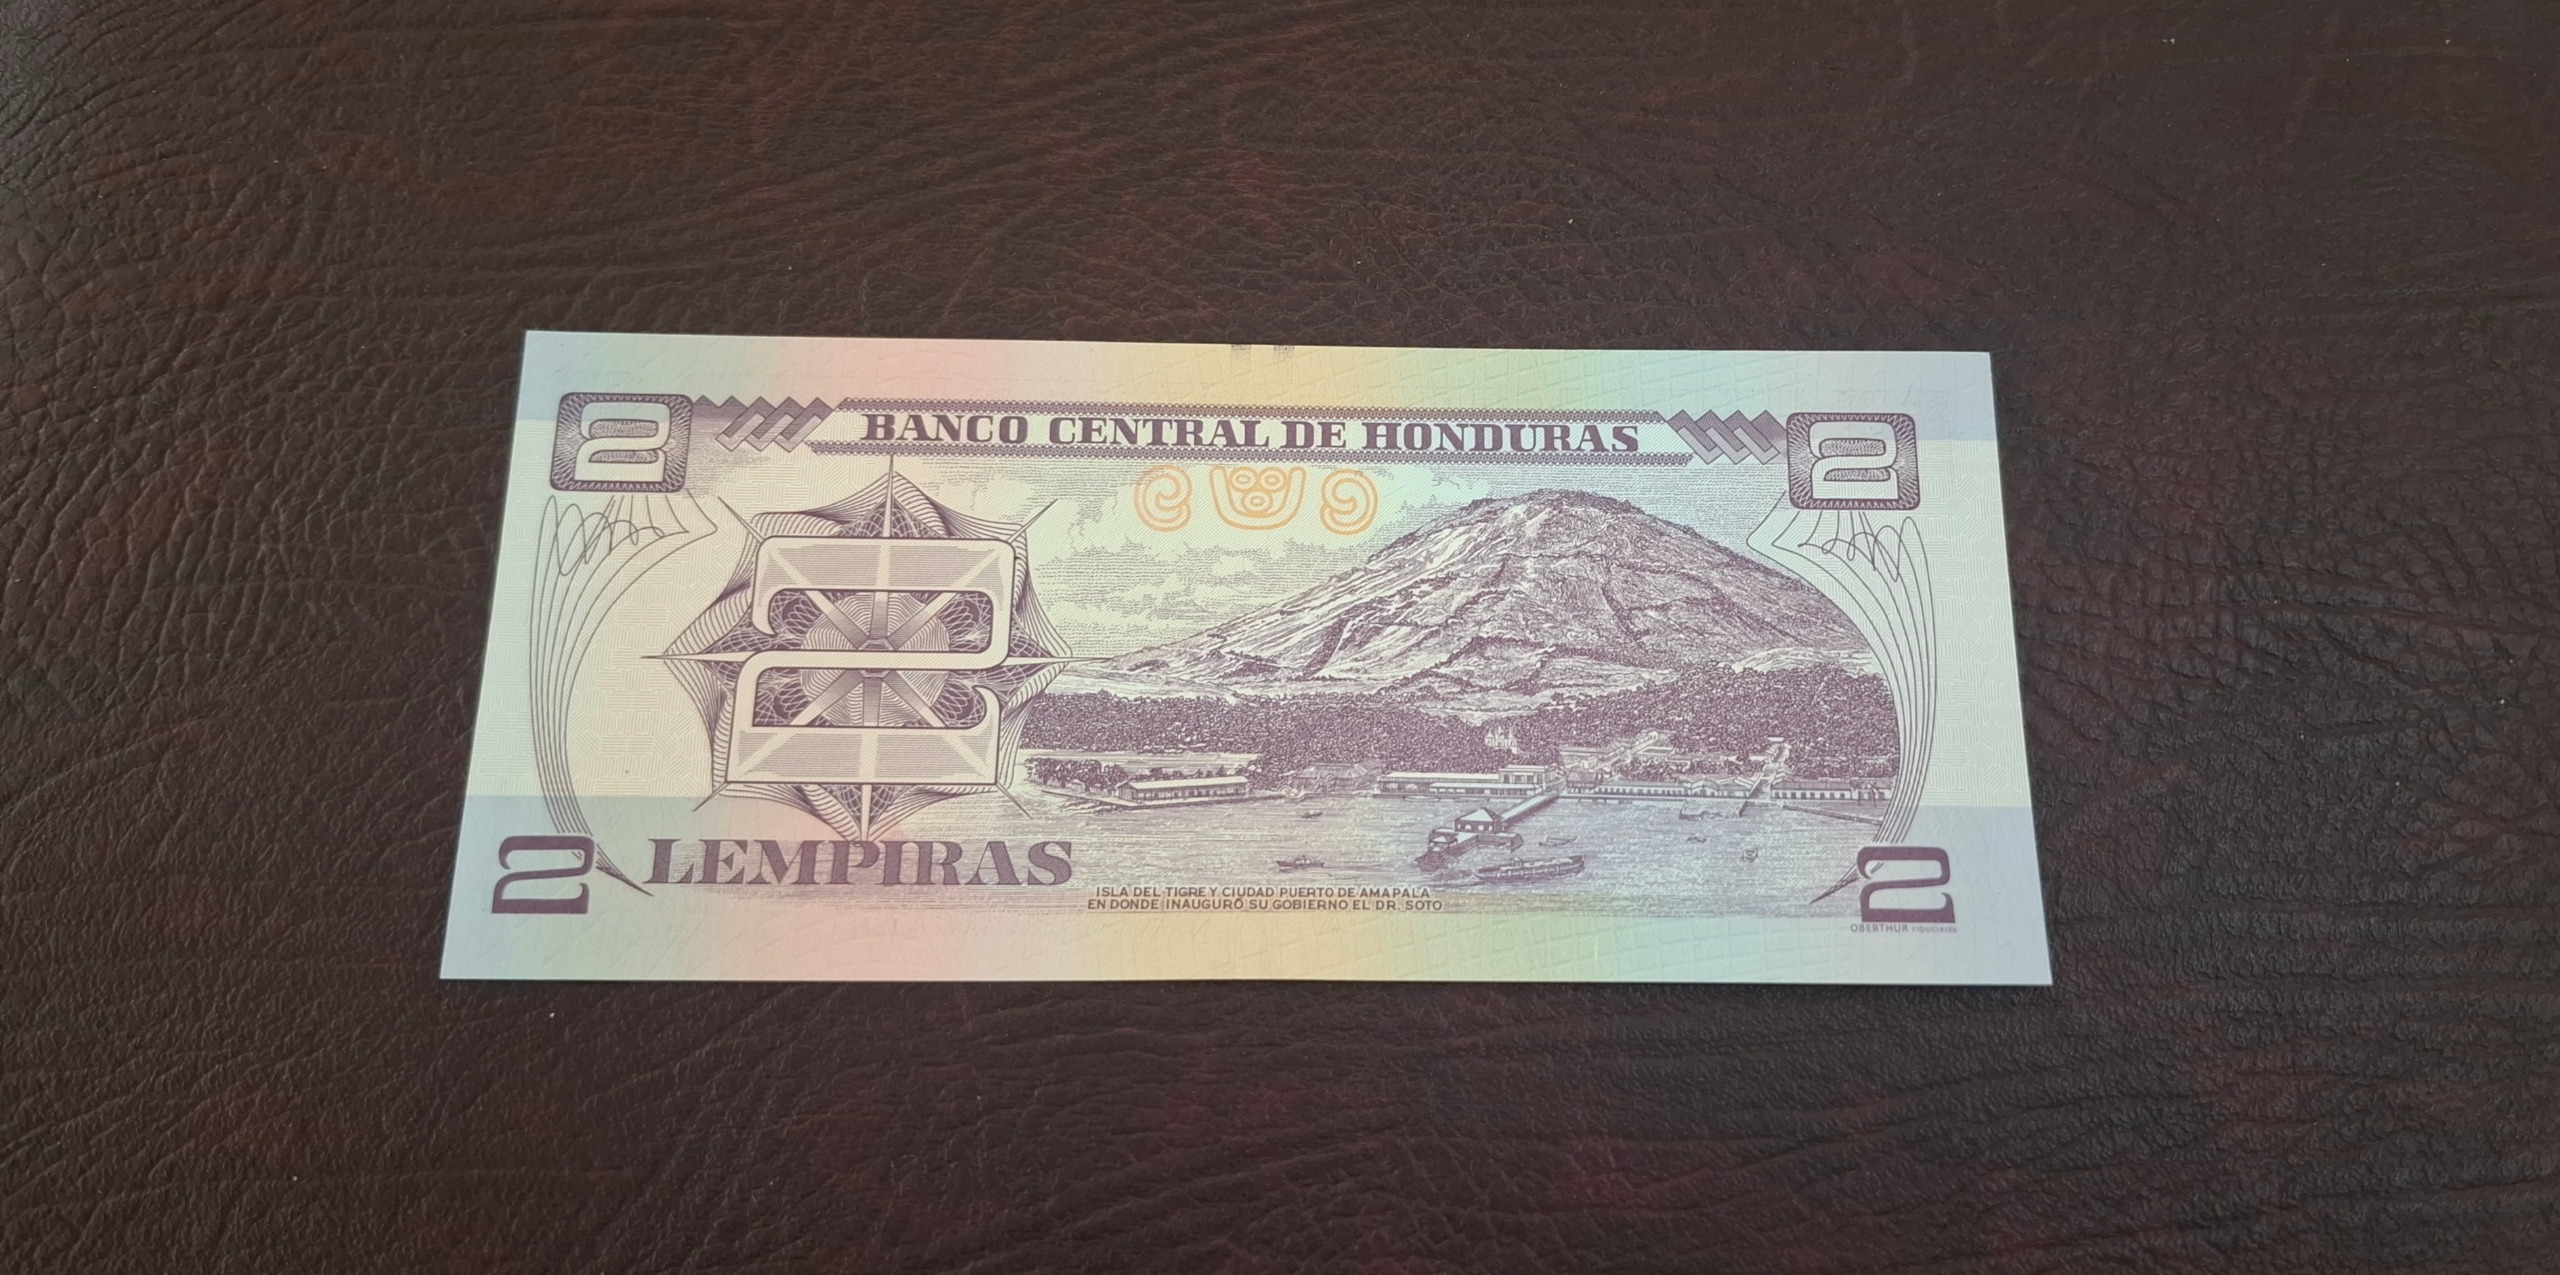 2 BANCO CENTRAL DE HONDURAS 2
2
2 LEMPIRAS 2
ISLA DEL TIGRE Y CIUDAD PUERTO DE AMAPALA
EN DONDE INAUGURÓ SU GOBIERNO EL DR. SOTO
OBERTHUR FIDUCIAIRE